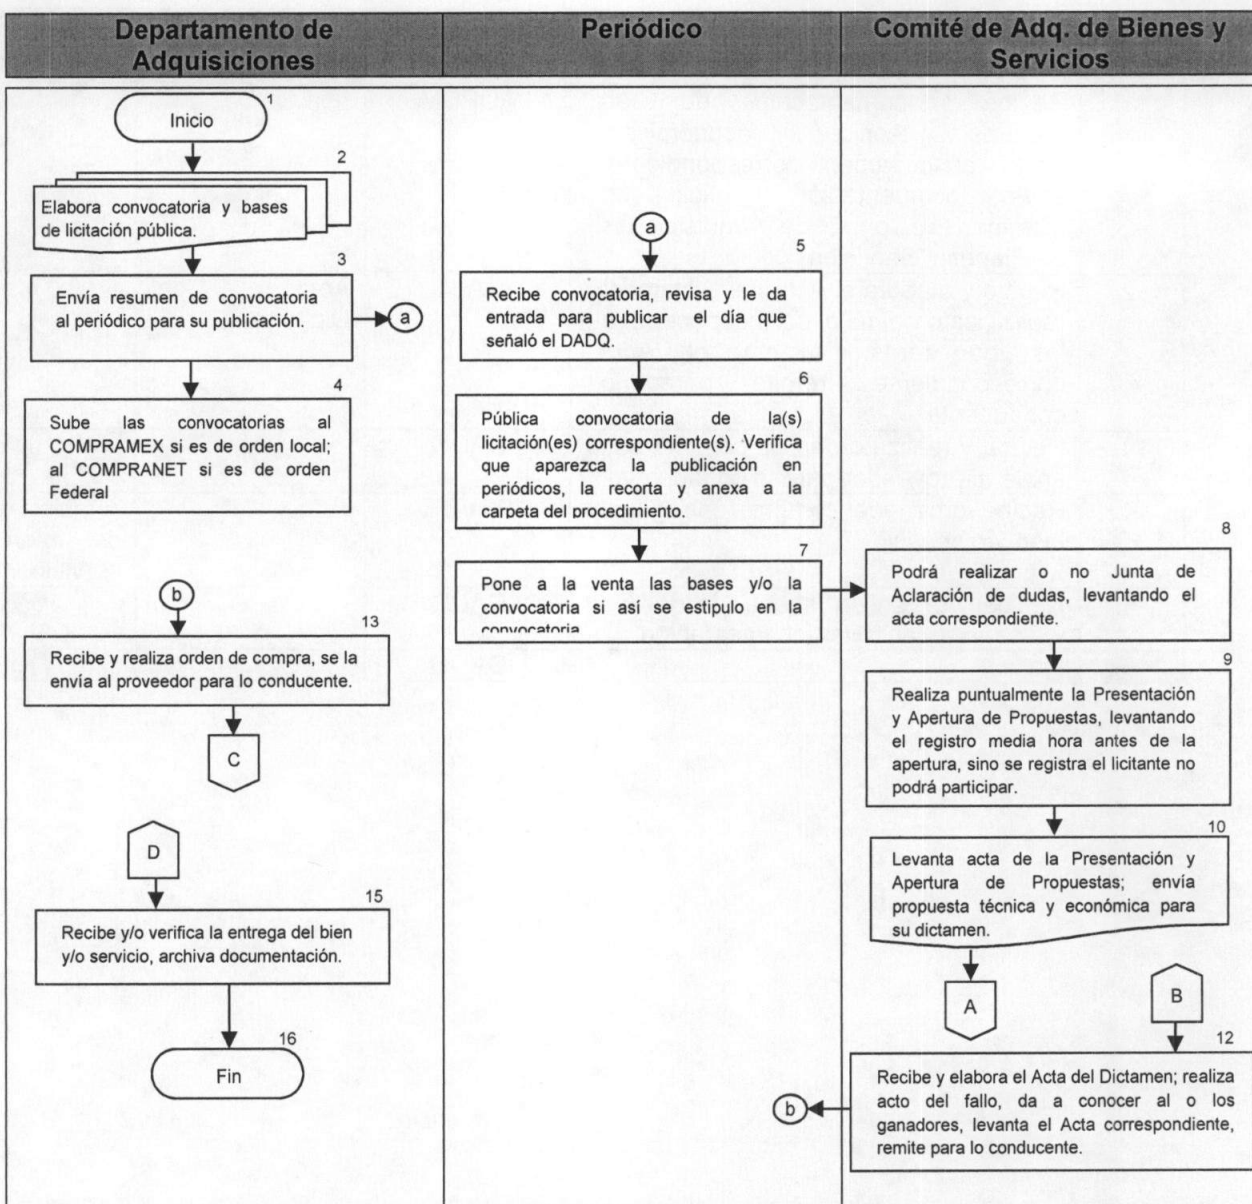 Departamento de
Adquisiciones
Periódico
Comité de Adq. de Bienes y
Servicios
1
Inicio
2
Elabora convocatoria y bases
de licitación pública.
3
Envía resumen de convocatoria
al periódico para su publicación.
a
4
Sube las convocatorias al
COMPRAMEX si es de orden local;
al COMPRANET si es de orden
Federal
b
13
Recibe y realiza orden de compra, se la
envía al proveedor para lo conducente.
C
D
15
Recibe y/o verifica la entrega del bien
y/o servicio, archiva documentación.
16
Fin
a
5
Recibe convocatoria, revisa y le da
entrada para publicar el día que
señaló el DADQ.
6
Pública convocatoria de la(s)
licitación(es) correspondiente(s). Verifica
que aparezca la publicación en
periódicos, la recorta y anexa a la
carpeta del procedimiento.
7
Pone a la venta las bases y/o la
convocatoria si así se estipulo en la
convocatoria
8
Podrá realizar o no Junta de
Aclaración de dudas, levantando el
acta correspondiente.
9
Realiza puntualmente la Presentación
y Apertura de Propuestas, levantando
el registro media hora antes de la
apertura, sino se registra el licitante no
podrá participar.
10
Levanta acta de la Presentación y
Apertura de Propuestas; envía
propuesta técnica y económica para
su dictamen.
A
B
12
Recibe y elabora el Acta del Dictamen; realiza
acto del fallo, da a conocer al o los
ganadores, levanta el Acta correspondiente,
remite para lo conducente.
b